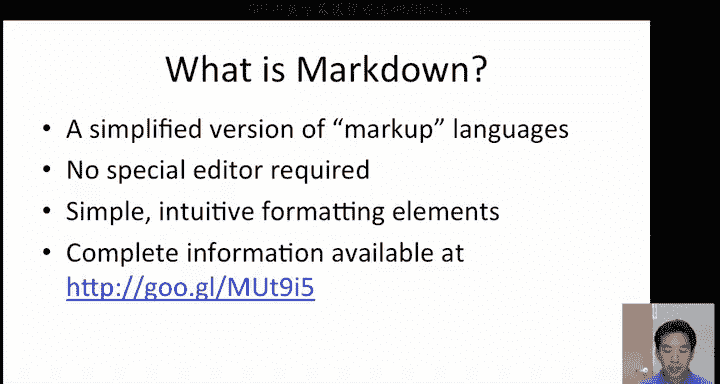 What is Markdown?
• A simplified version of “markup” languages
• No special editor required
• Simple, intuitive formatting elements
• Complete information available at
http://goo.gl/MUt9i5